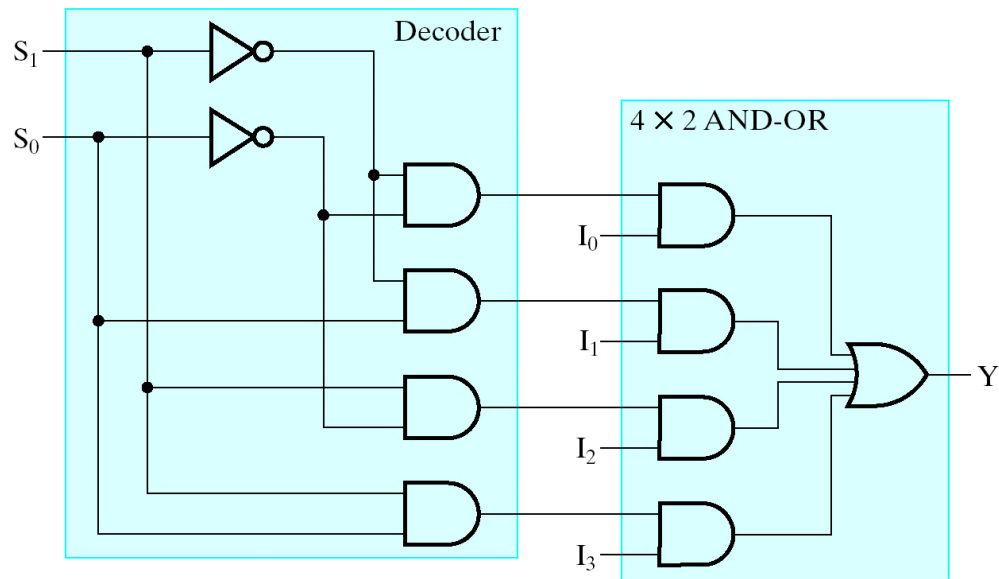 Decoder
S₁
S₀
4 × 2 AND-OR
I₀
I₁
Y
I₂
I₃